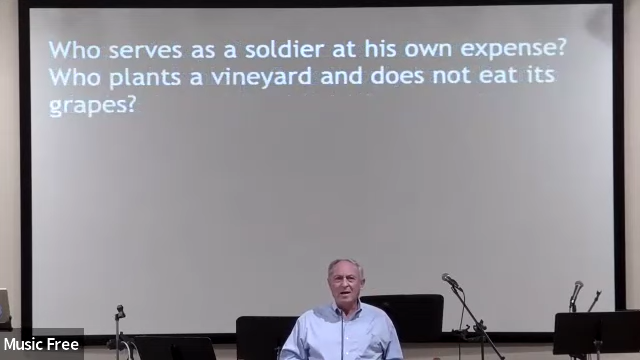 Who serves as a soldier at his own expense?
Who plants a vineyard and does not eat its
grapes?
Music Free